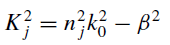 K_j^2 = n_j^2 k_0^2 − β^2